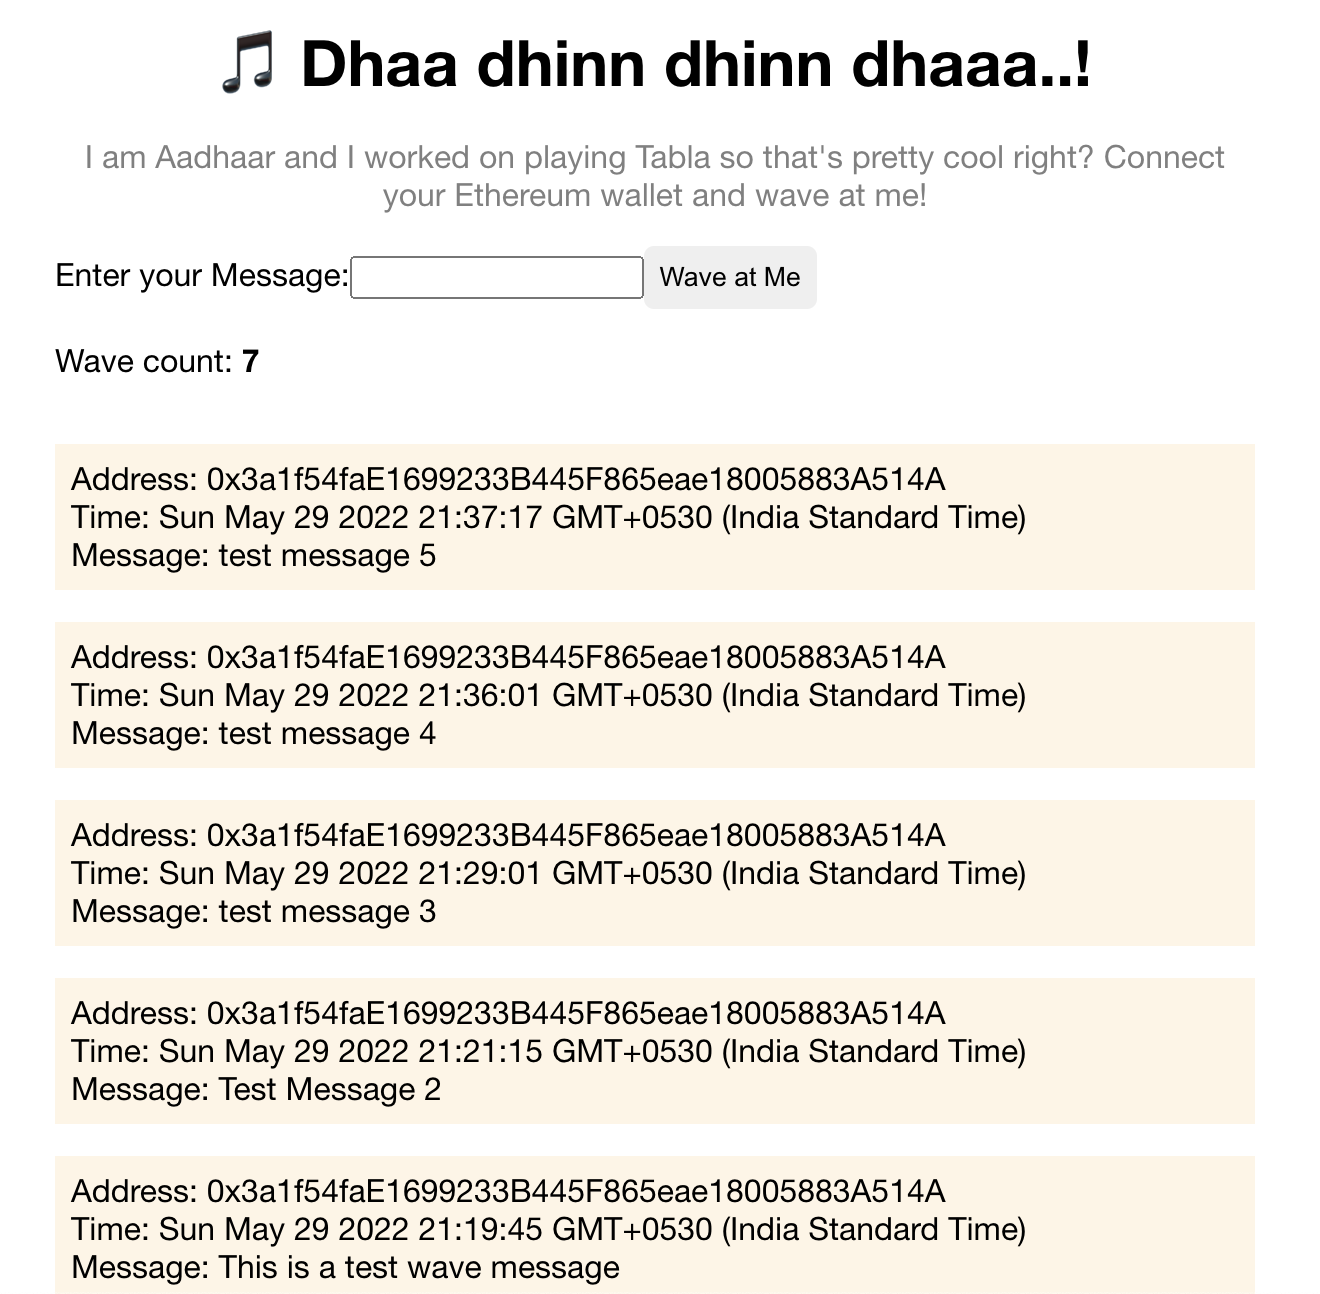 🎵 Dhaa dhinn dhinn dhaaa..!
I am Aadhaar and I worked on playing Tabla so that's pretty cool right? Connect
your Ethereum wallet and wave at me!
Enter your Message: Wave at Me
Wave count: 7
Address: 0x3a1f54faE1699233B445F865eae18005883A514A
Time: Sun May 29 2022 21:37:17 GMT+0530 (India Standard Time)
Message: test message 5
Address: 0x3a1f54faE1699233B445F865eae18005883A514A
Time: Sun May 29 2022 21:36:01 GMT+0530 (India Standard Time)
Message: test message 4
Address: 0x3a1f54faE1699233B445F865eae18005883A514A
Time: Sun May 29 2022 21:29:01 GMT+0530 (India Standard Time)
Message: test message 3
Address: 0x3a1f54faE1699233B445F865eae18005883A514A
Time: Sun May 29 2022 21:21:15 GMT+0530 (India Standard Time)
Message: Test Message 2
Address: 0x3a1f54faE1699233B445F865eae18005883A514A
Time: Sun May 29 2022 21:19:45 GMT+0530 (India Standard Time)
Message: This is a test wave message